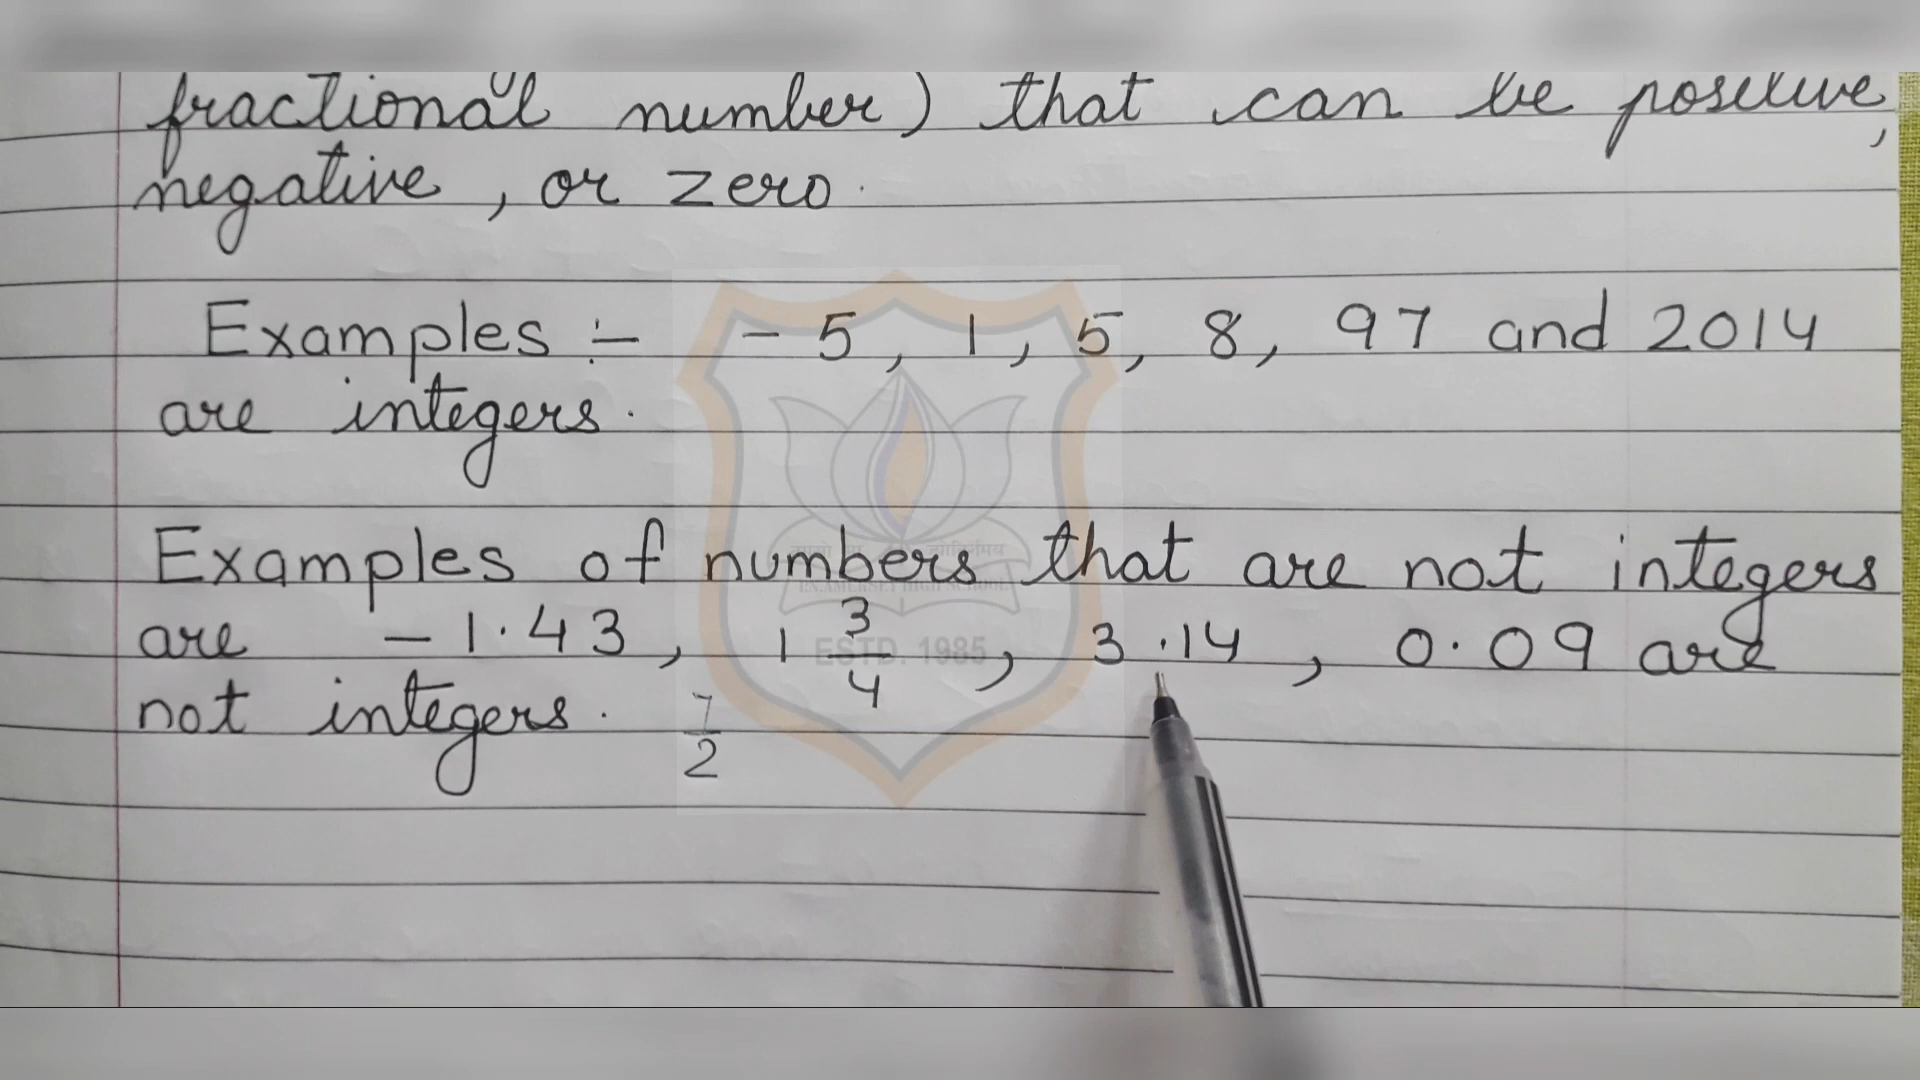 fractional number) that can be positive,
negative, or zero.
Examples :- -5, 1, 5, 8, 97 and 2014
are integers.
Examples of numbers that are not integers
are -1.43, 1 3/4, 3.14, 0.09 are
not integers. 7/2
ESTD. 1985